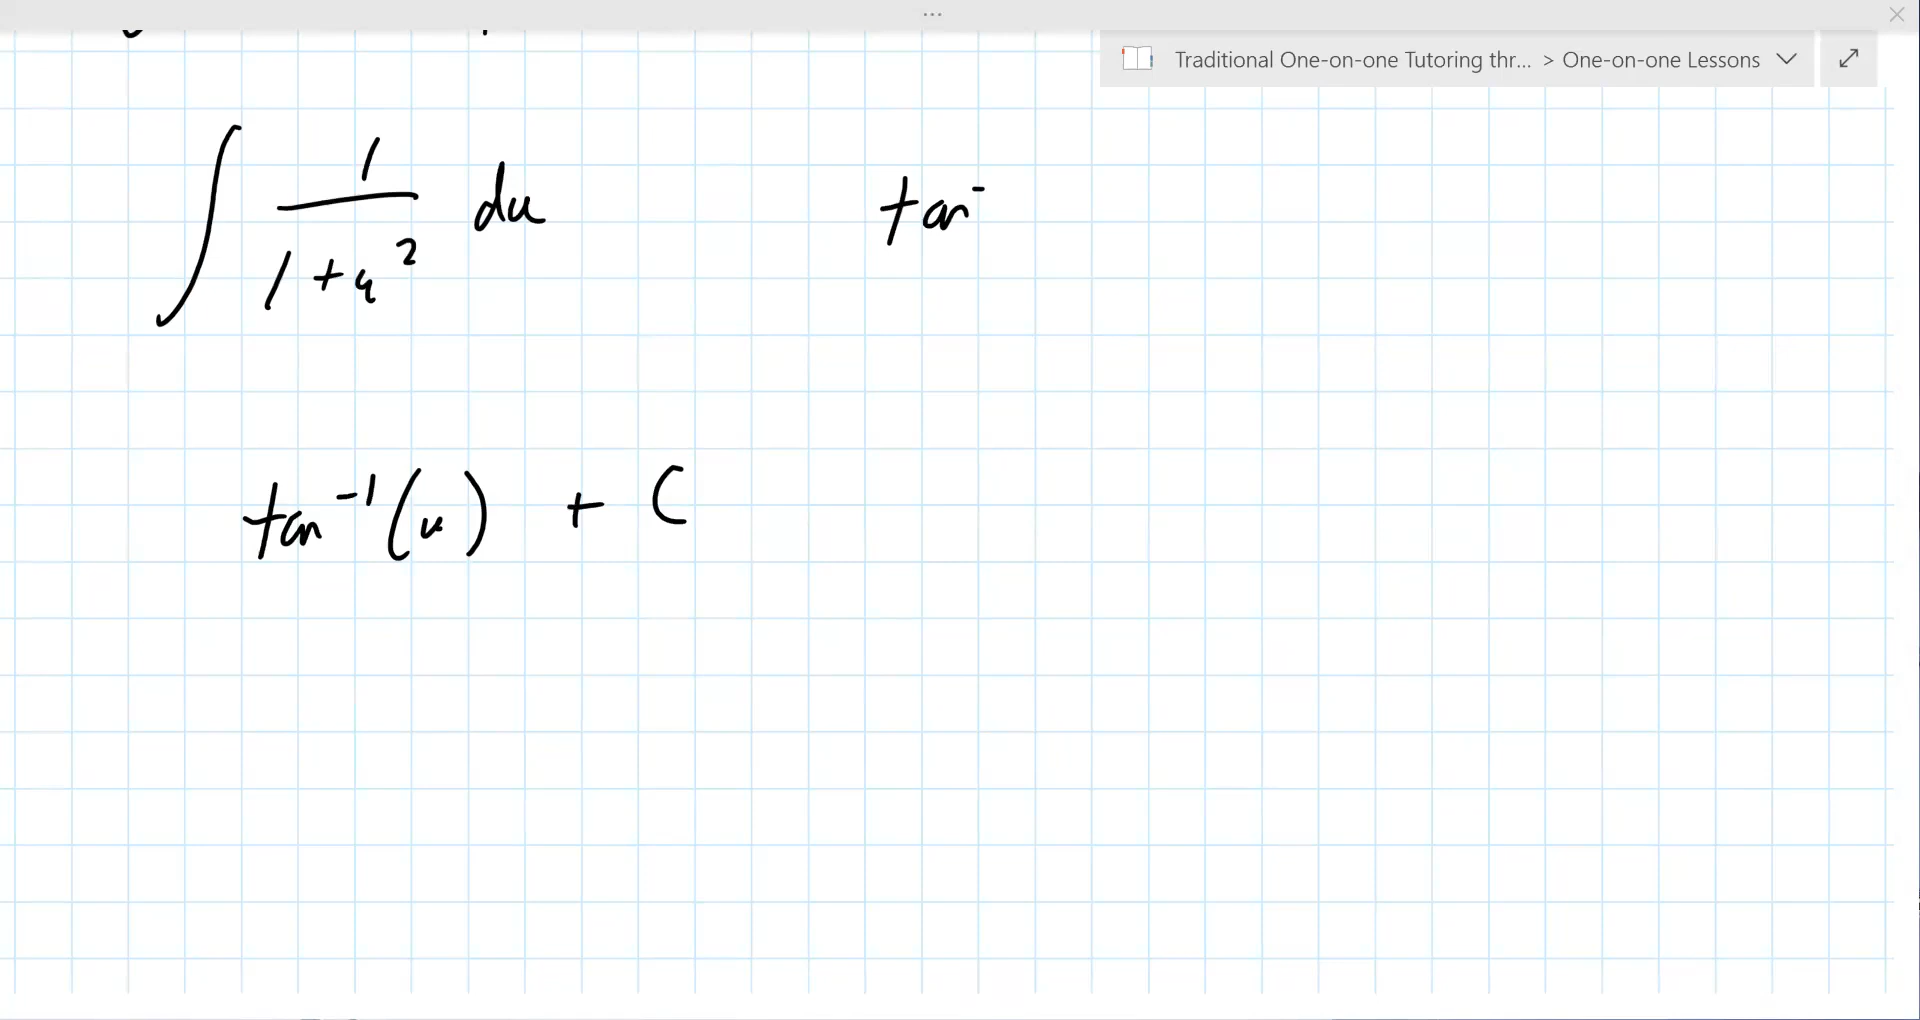 Traditional One-on-one Tutoring thr... > One-on-one Lessons
∫ 1/(1+u²) du
tan⁻
tan⁻¹(u) + C